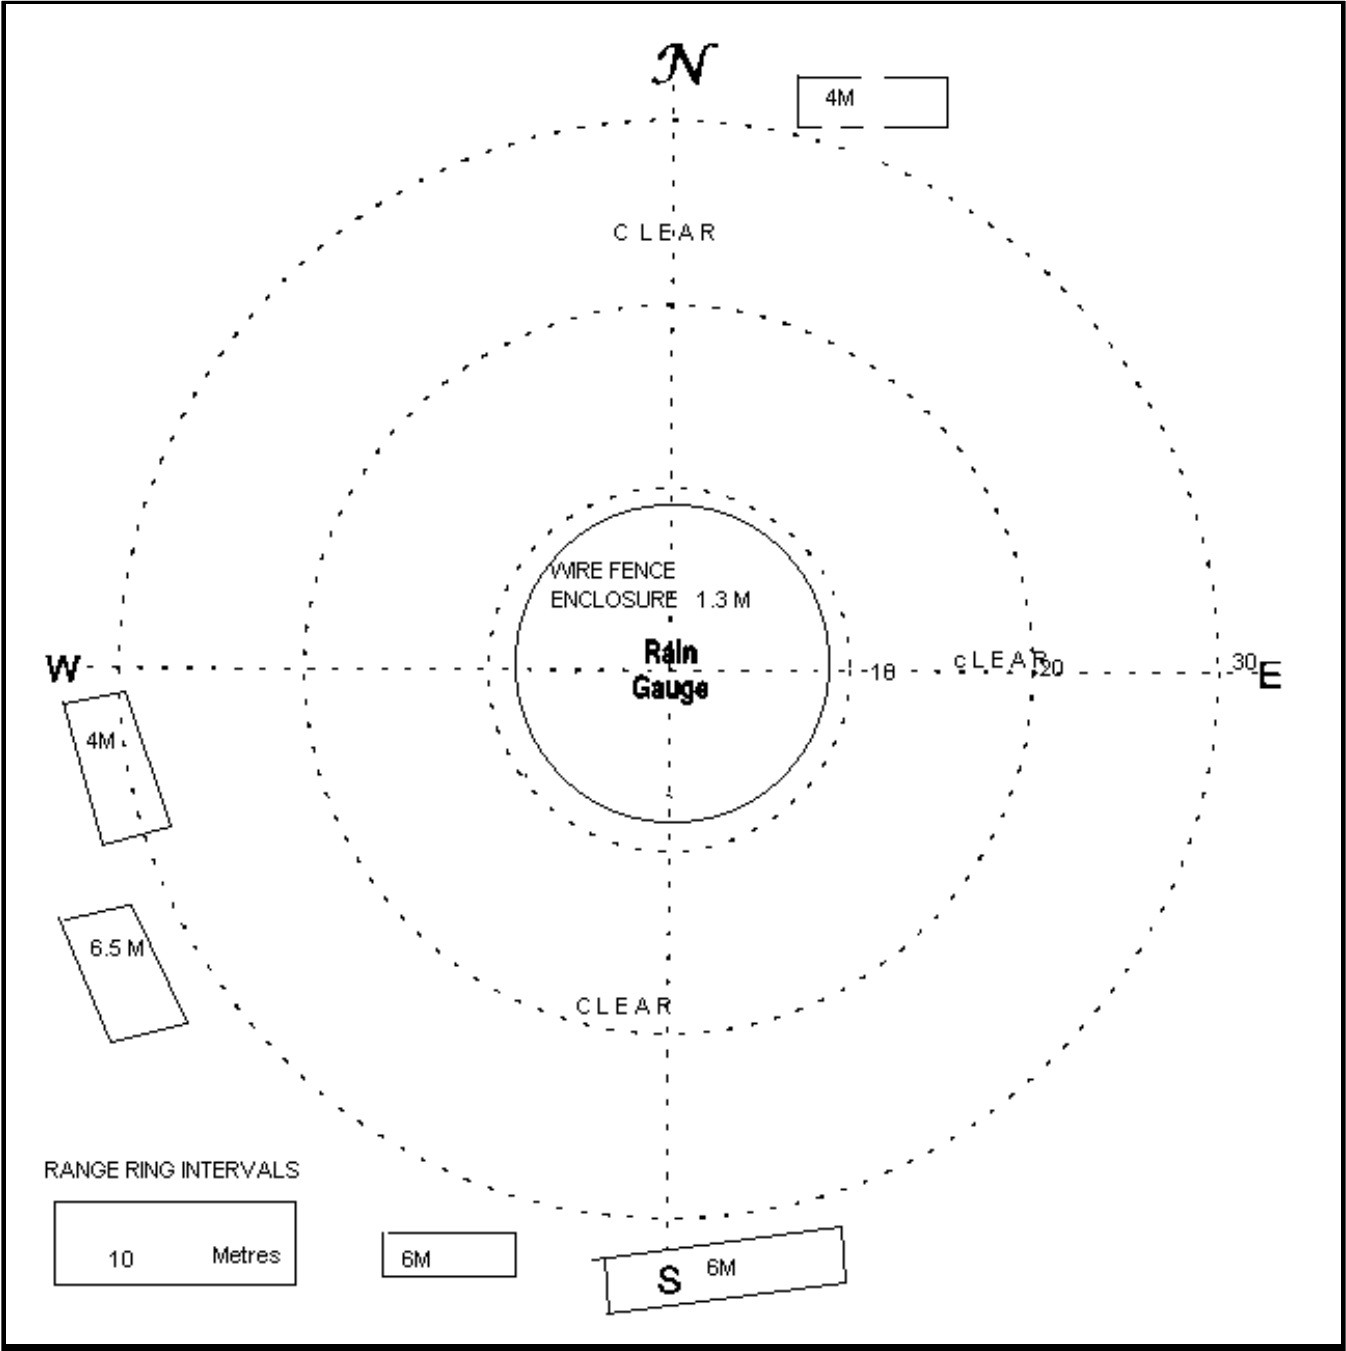 N
4M
C L E A R
WIRE FENCE
ENCLOSURE 1.3 M
Rain
Gauge
W
10
cLEAR
20
30
E
4M
6.5 M
CLEAR
RANGE RING INTERVALS
10 Metres
6M
S
6M